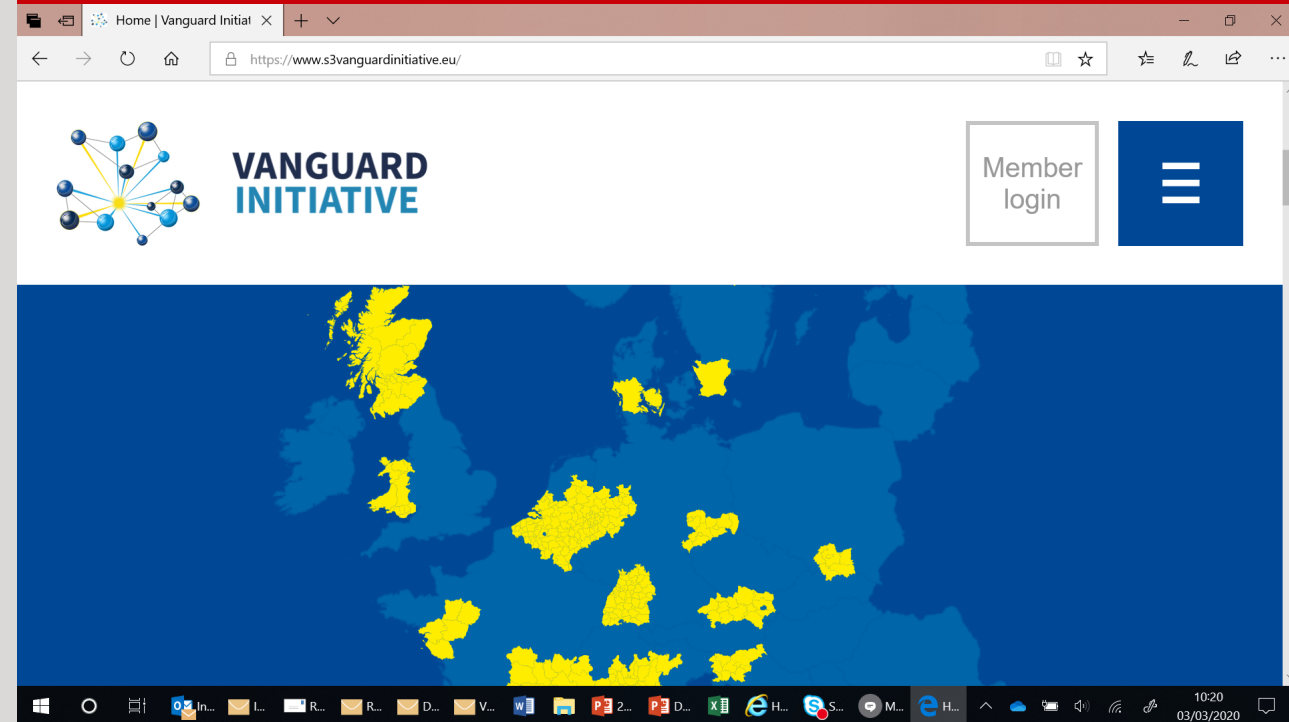 Home | Vanguard Initiat
https://www.s3vanguardinitiative.eu/
VANGUARD
INITIATIVE
Member
login
In... I... R... R... D... V... 2... D... H... S... M... H...
10:20
03/03/2020